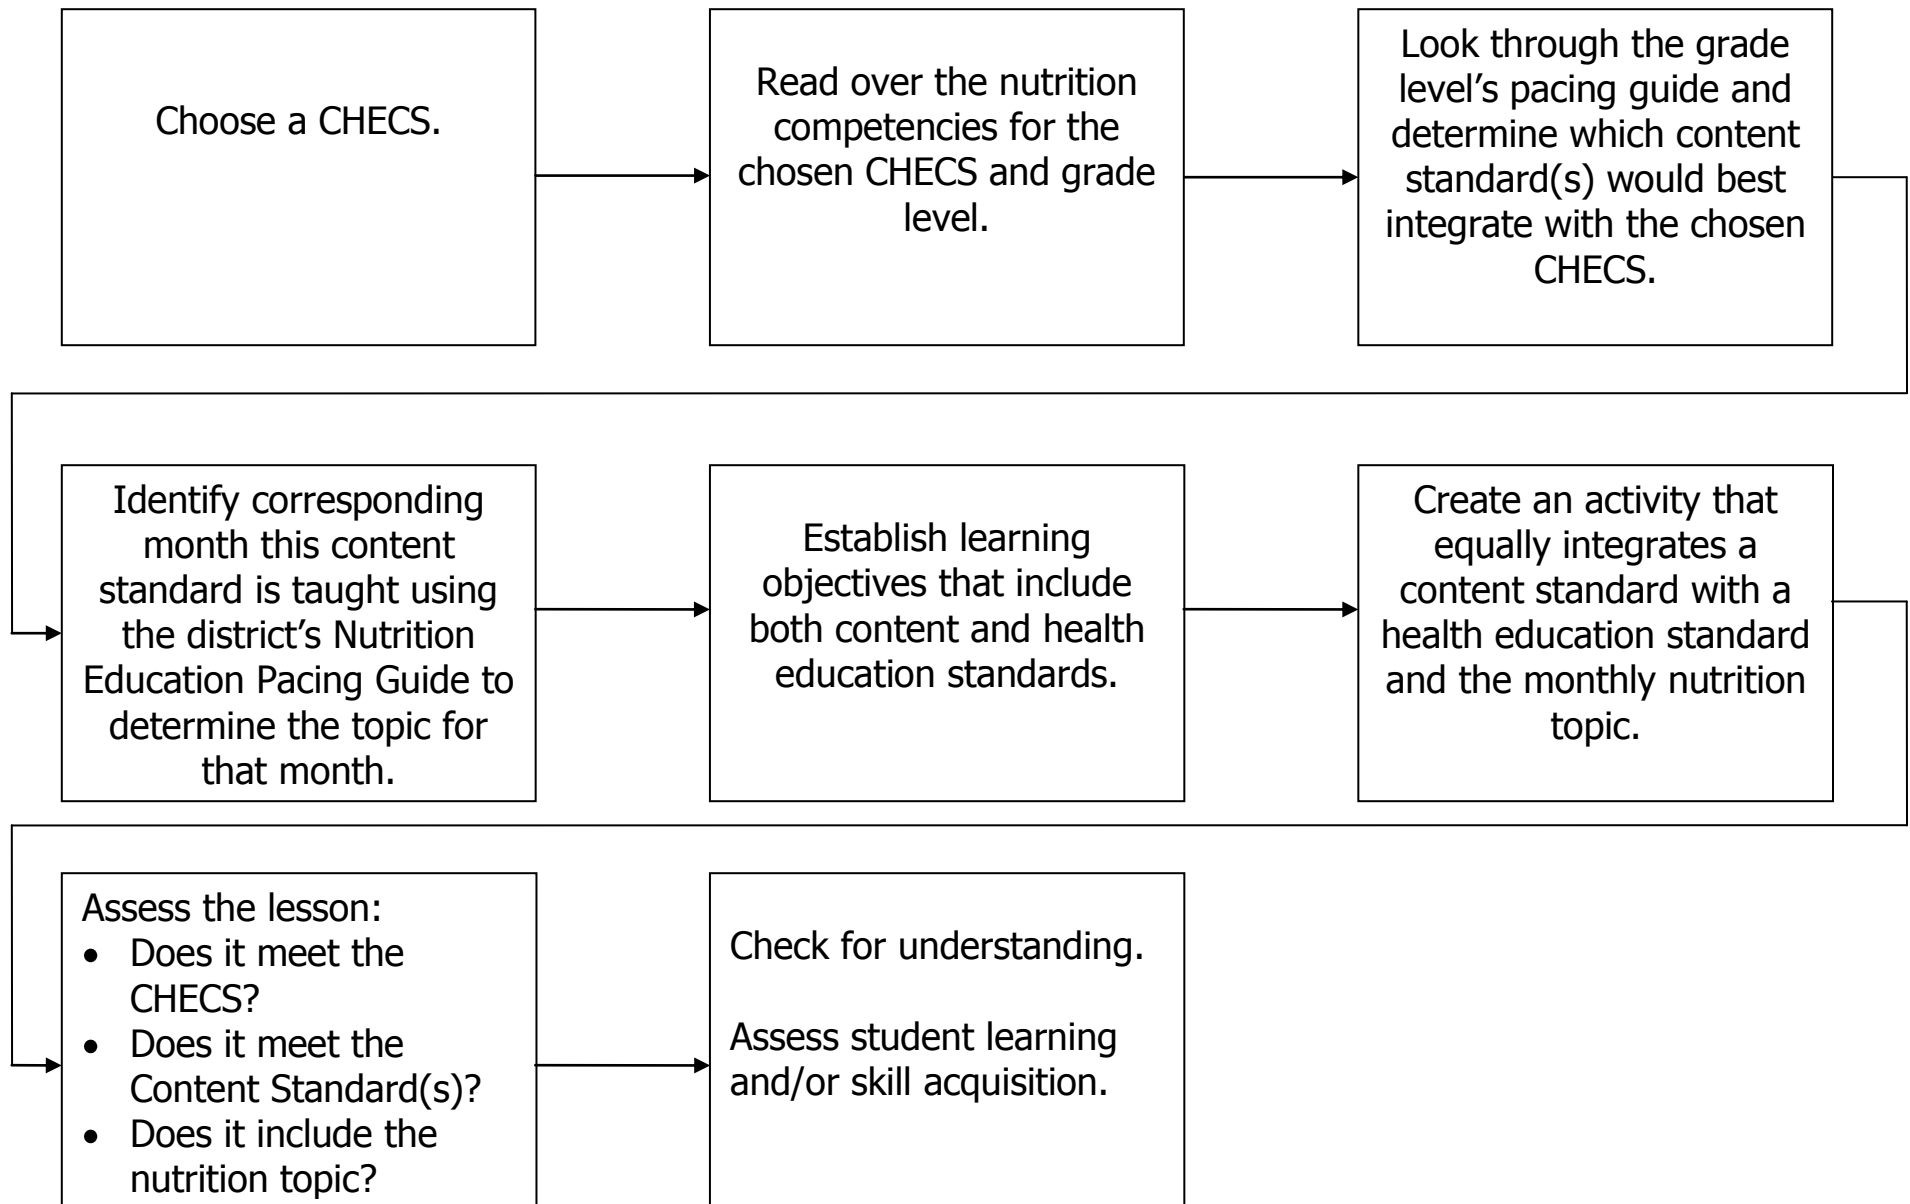 Choose a CHECS.
Read over the nutrition
competencies for the
chosen CHECS and grade
level.
Look through the grade
level’s pacing guide and
determine which content
standard(s) would best
integrate with the chosen
CHECS.
Identify corresponding
month this content
standard is taught using
the district’s Nutrition
Education Pacing Guide to
determine the topic for
that month.
Establish learning
objectives that include
both content and health
education standards.
Create an activity that
equally integrates a
content standard with a
health education standard
and the monthly nutrition
topic.
Assess the lesson:
• Does it meet the
CHECS?
• Does it meet the
Content Standard(s)?
• Does it include the
nutrition topic?
Check for understanding.
Assess student learning
and/or skill acquisition.